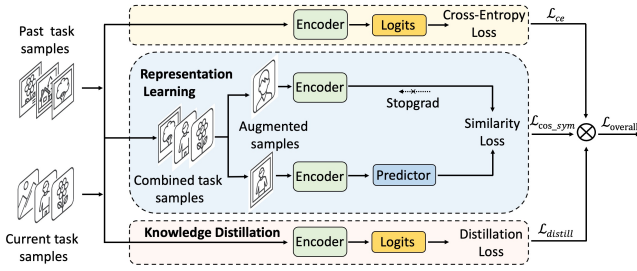 Past task
samples
Encoder
Logits
Cross-Entropy
Loss
ℒce
Representation
Learning
Encoder
Stopgrad
Augmented
samples
Combined task
samples
Encoder
Predictor
Similarity
Loss
ℒcos_sym
ℒoverall
Current task
samples
Knowledge Distillation
Encoder
Logits
Distillation
Loss
ℒdistill